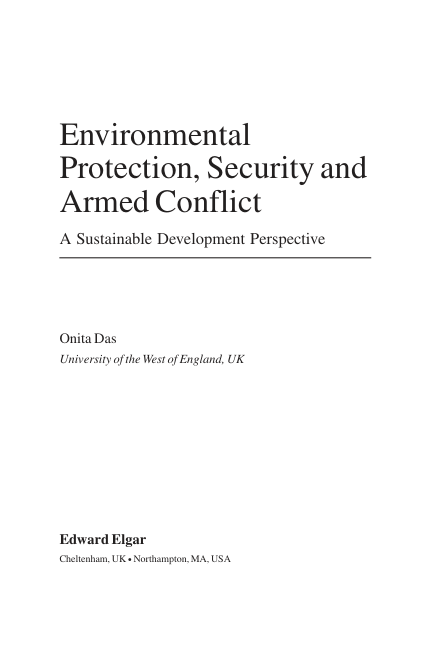 Environmental
Protection, Security and
Armed Conflict
A Sustainable Development Perspective
Onita Das
University of the West of England, UK
Edward Elgar
Cheltenham, UK • Northampton, MA, USA